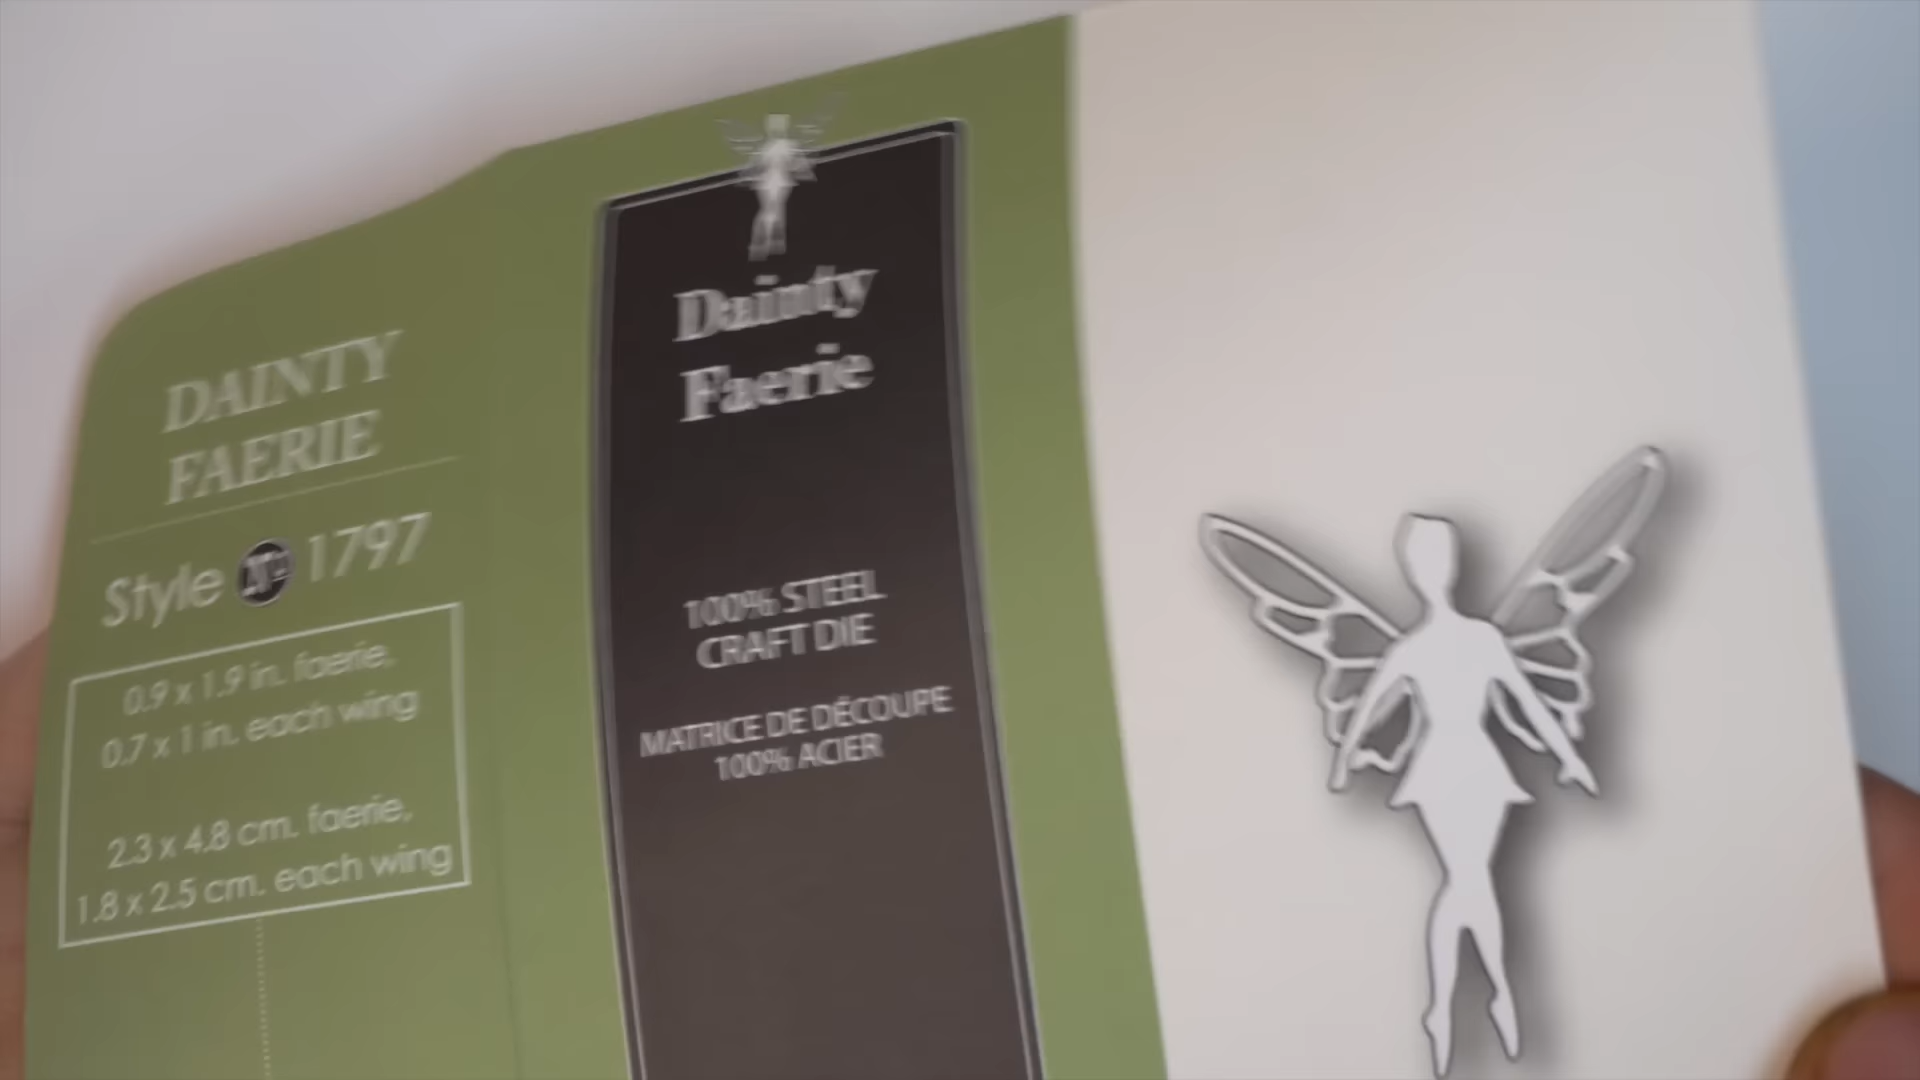 DAINTY
FAERIE
Style No 1797
0.9 x 1.9 in. faerie,
0.7 x 1 in. each wing
2.3 x 4.8 cm. faerie,
1.8 x 2.5 cm. each wing
Dainty
Faerie
100% STEEL
CRAFT DIE
MATRICE DE DÉCOUPE
100% ACIER